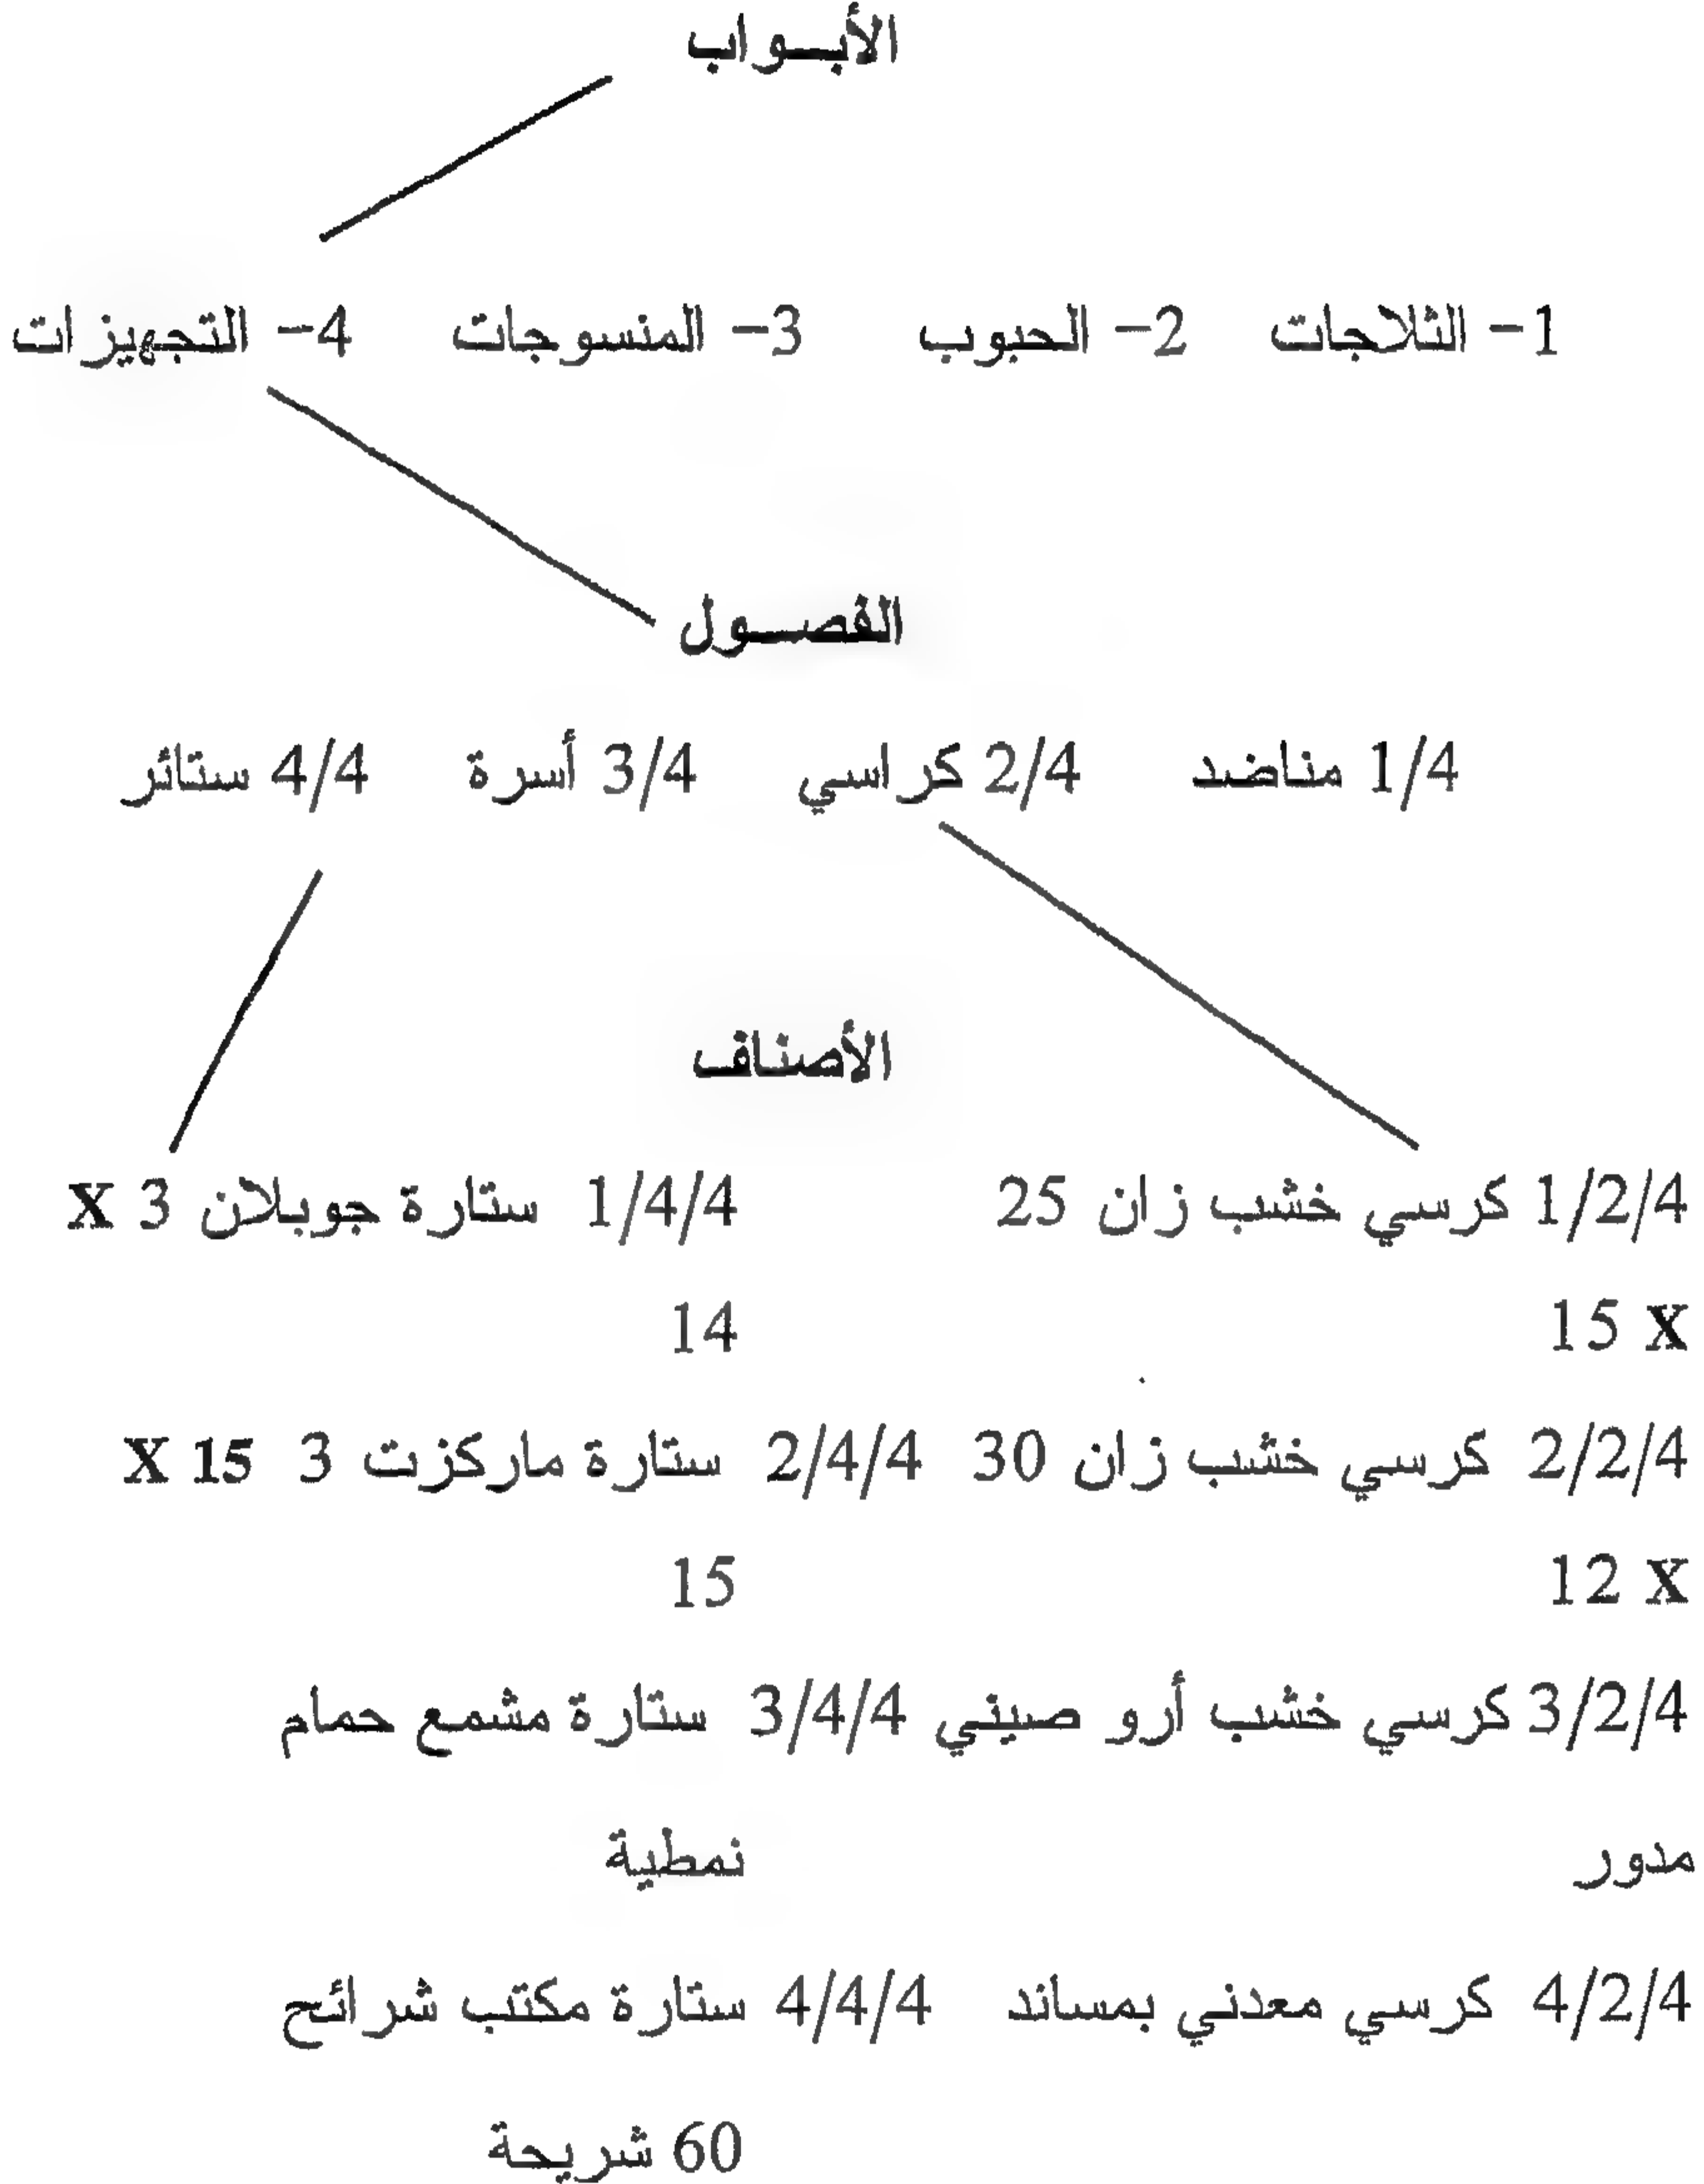 الأبـواب
1- الثلاجات 2- الحبوب 3- المنسوجات 4- التجهيزات
الفصـول
1/4 مناضد 2/4 كراسي 3/4 أسرة 4/4 ستائر
الأصناف
1/2/4 كرسي خشب زان 25 1/4/4 ستارة جوبلان 3 X
15 X 14
2/2/4 كرسي خشب زان 30 2/4/4 ستارة ماركزت 3 15 X
12 X 15
3/2/4 كرسي خشب أرو صيني 3/4/4 ستارة مشمع حمام
مدور نمطية
4/2/4 كرسي معدني بمساند 4/4/4 ستارة مكتب شرائح
60 شريحة